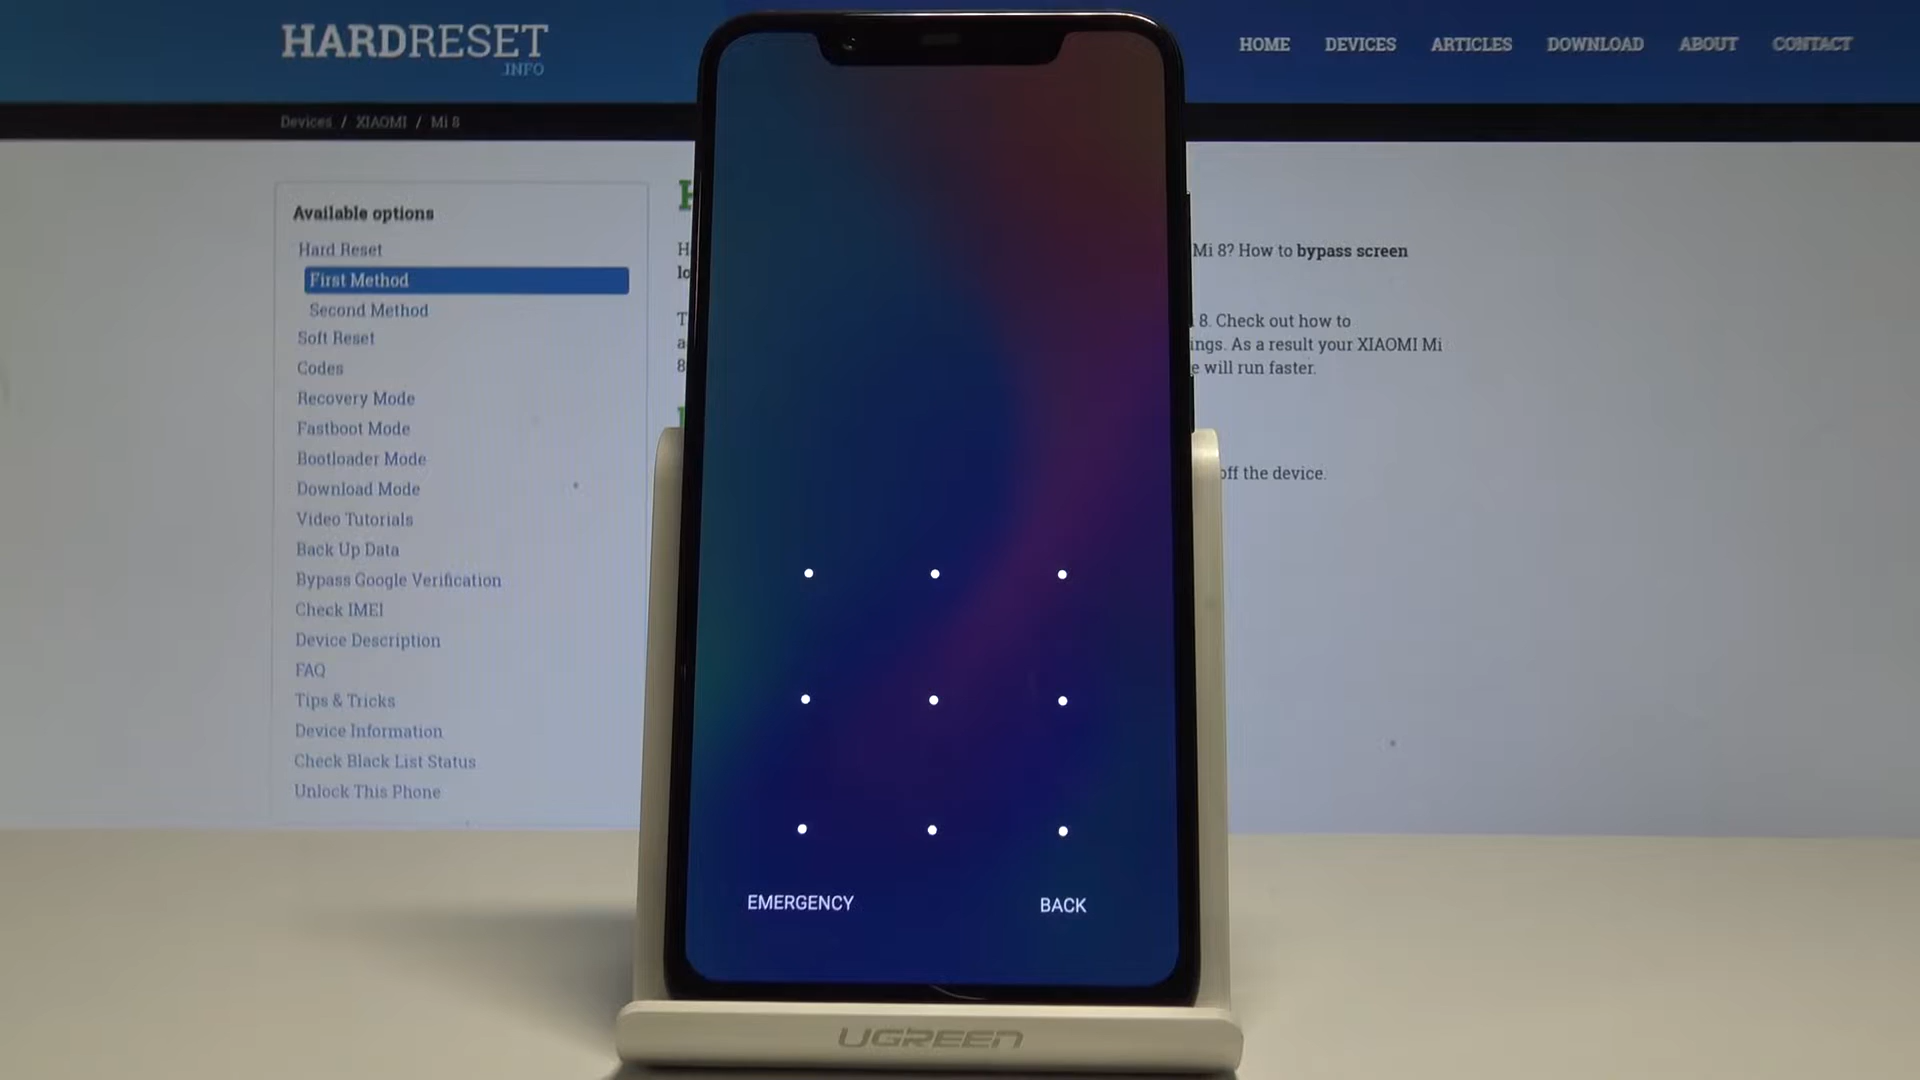 HARDRESET
.INFO
HOME DEVICES ARTICLES DOWNLOAD ABOUT CONTACT
Devices / XIAOMI / Mi 8
Available options
Hard Reset
First Method
Second Method
Soft Reset
Codes
Recovery Mode
Fastboot Mode
Bootloader Mode
Download Mode
Video Tutorials
Back Up Data
Bypass Google Verification
Check IMEI
Device Description
FAQ
Tips & Tricks
Device Information
Check Black List Status
Unlock This Phone
Mi 8? How to bypass screen
8. Check out how to
As a result your XIAOMI Mi
8
will run faster.
off the device.
EMERGENCY BACK
UGREEN